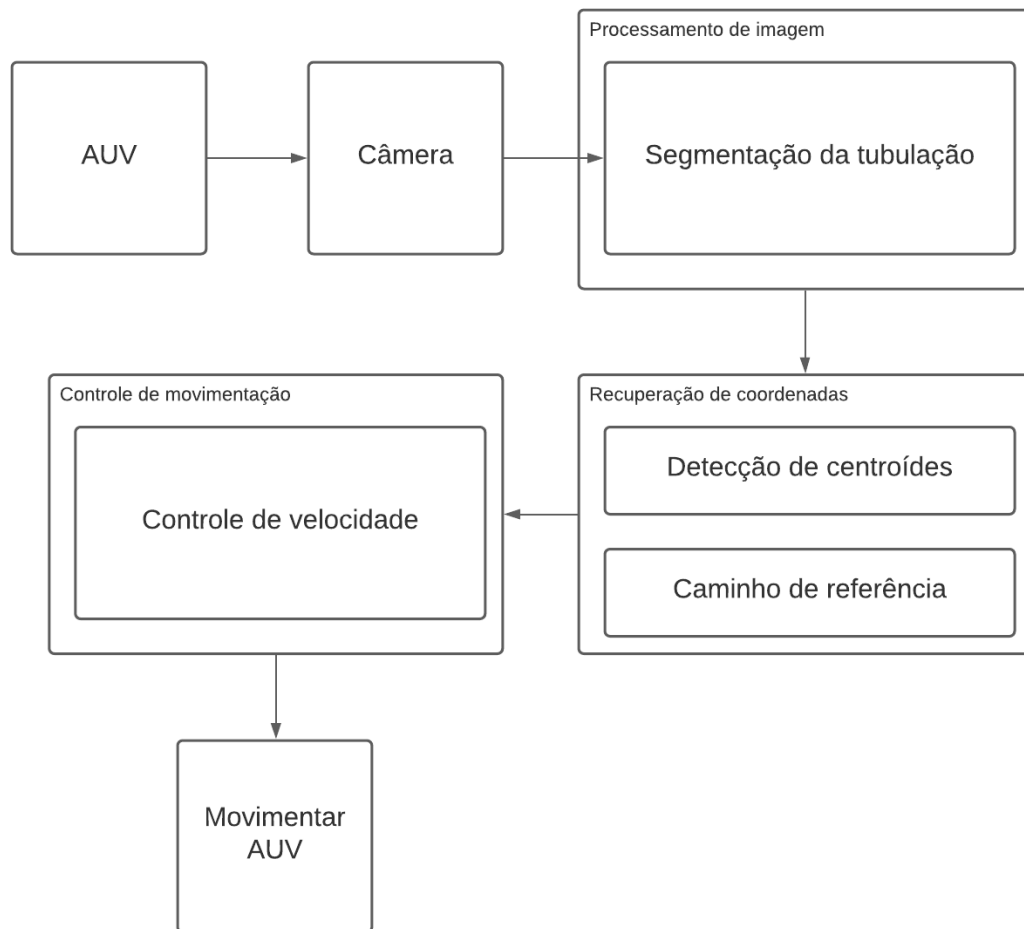 Processamento de imagem
AUV
Câmera
Segmentação da tubulação
Controle de movimentação
Controle de velocidade
Recuperação de coordenadas
Detecção de centroídes
Caminho de referência
Movimentar
AUV